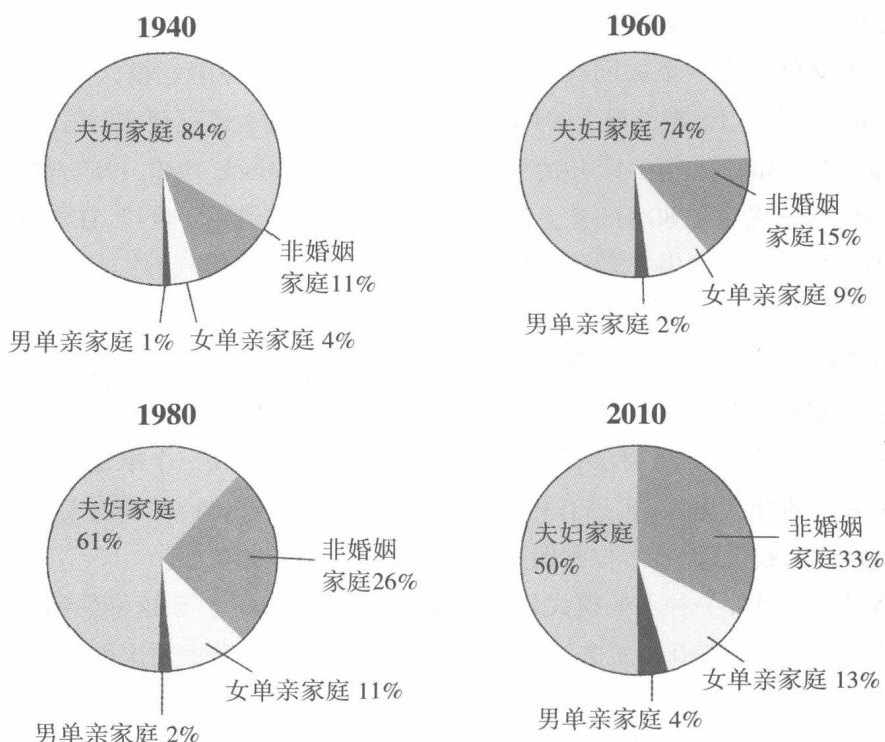 1940
夫妇家庭 84%
非婚姻
家庭11%
男单亲家庭 1%
女单亲家庭 4%
1960
夫妇家庭 74%
非婚姻
家庭15%
女单亲家庭 9%
男单亲家庭 2%
1980
夫妇家庭
61%
非婚姻
家庭26%
女单亲家庭 11%
男单亲家庭 2%
2010
夫妇家庭
50%
非婚姻
家庭33%
女单亲家庭 13%
男单亲家庭 4%